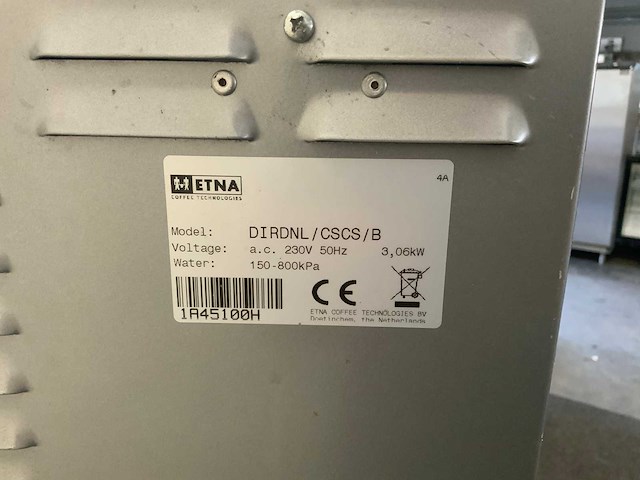 ETNA
COFFEE TECHNOLOGIES
4A
Model: DIRDNL/CSCS/B
Voltage: a.c. 230V 50Hz 3,06kW
Water: 150-800kPa
CE
1A45100H
ETNA COFFEE TECHNOLOGIES BV
Doetinchem, the Netherlands